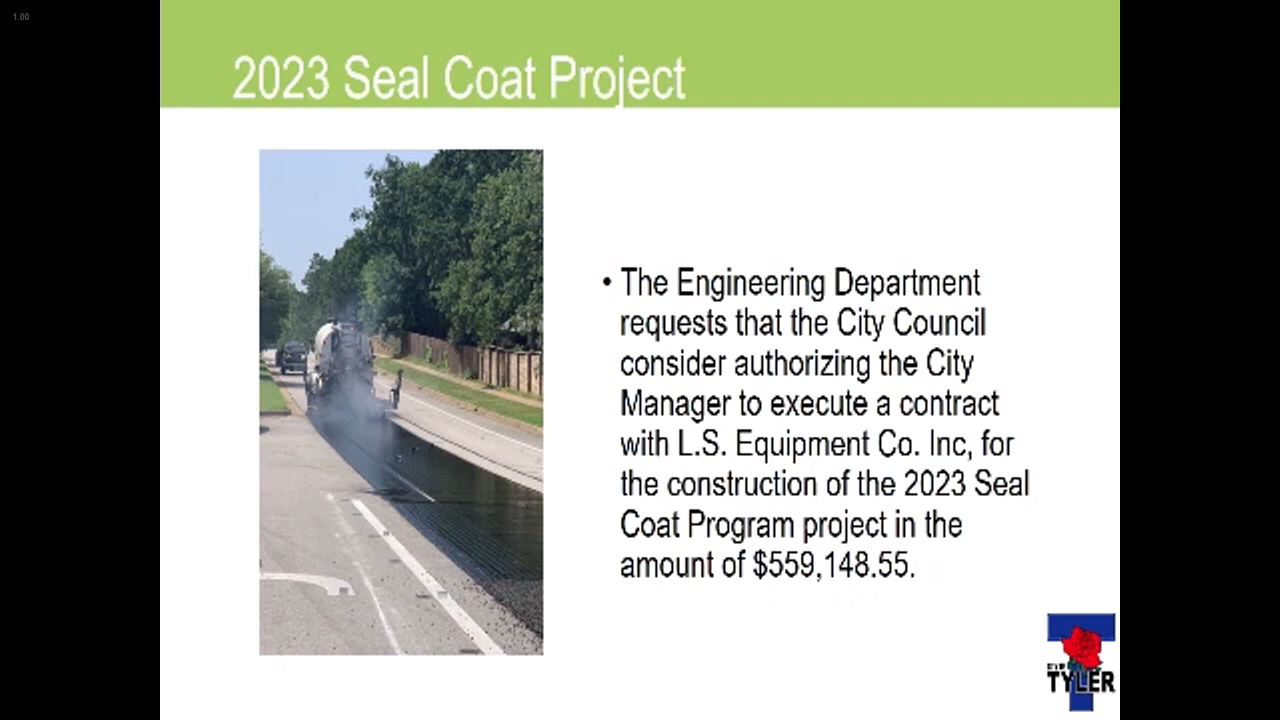 1.00
2023 Seal Coat Project
• The Engineering Department
requests that the City Council
consider authorizing the City
Manager to execute a contract
with L.S. Equipment Co. Inc, for
the construction of the 2023 Seal
Coat Program project in the
amount of $559,148.55.
CITY OF
TYLER